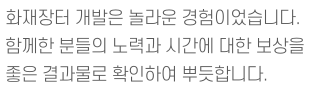 화재장터 개발은 놀라운 경험이었습니다.
함께한 분들의 노력과 시간에 대한 보상을
좋은 결과물로 확인하여 뿌듯합니다.